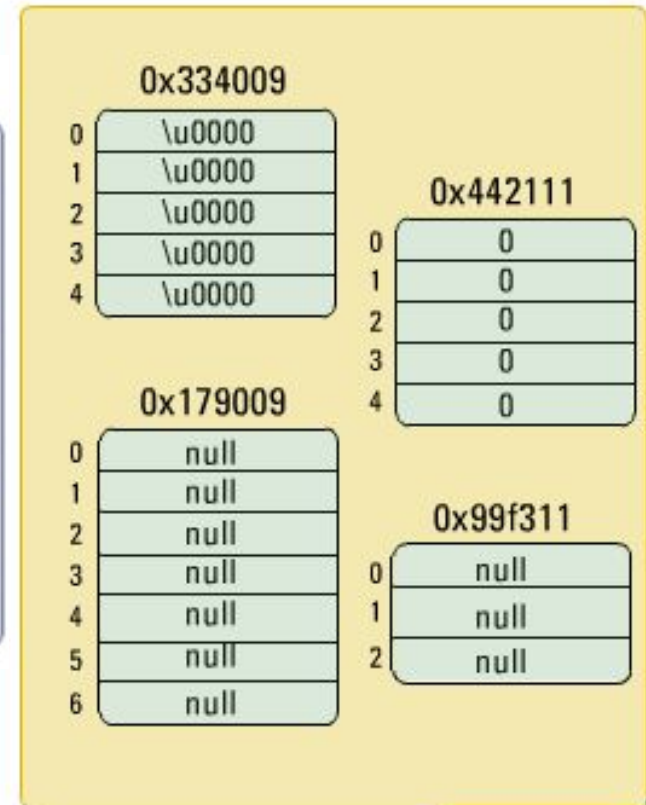 0x334009
0 \u0000
1 \u0000
2 \u0000
3 \u0000
4 \u0000
0x442111
0 0
1 0
2 0
3 0
4 0
0x179009
0 null
1 null
2 null
3 null
4 null
5 null
6 null
0x99f311
0 null
1 null
2 null